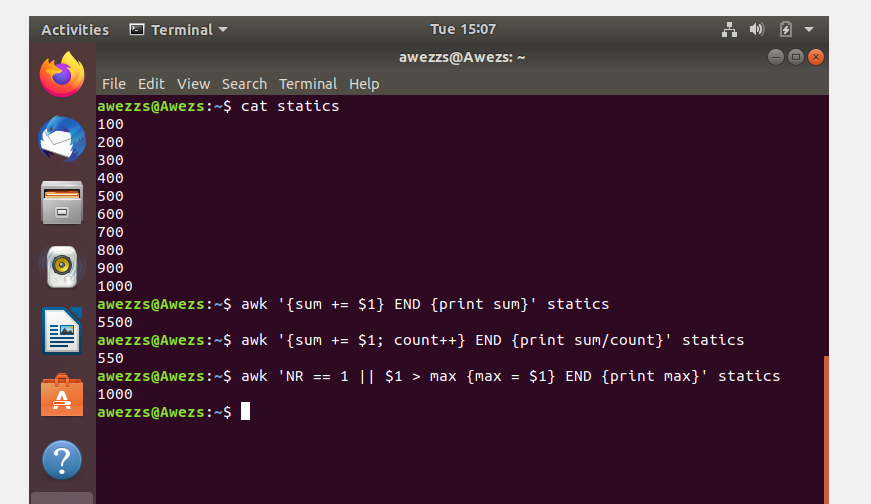 Activities Terminal Tue 15:07
awezzs@Awezs: ~
File Edit View Search Terminal Help
awezzs@Awezs:~$ cat statics
100
200
300
400
500
600
700
800
900
1000
awezzs@Awezs:~$ awk '{sum += $1} END {print sum}' statics
5500
awezzs@Awezs:~$ awk '{sum += $1; count++} END {print sum/count}' statics
550
awezzs@Awezs:~$ awk 'NR == 1 || $1 > max {max = $1} END {print max}' statics
1000
awezzs@Awezs:~$